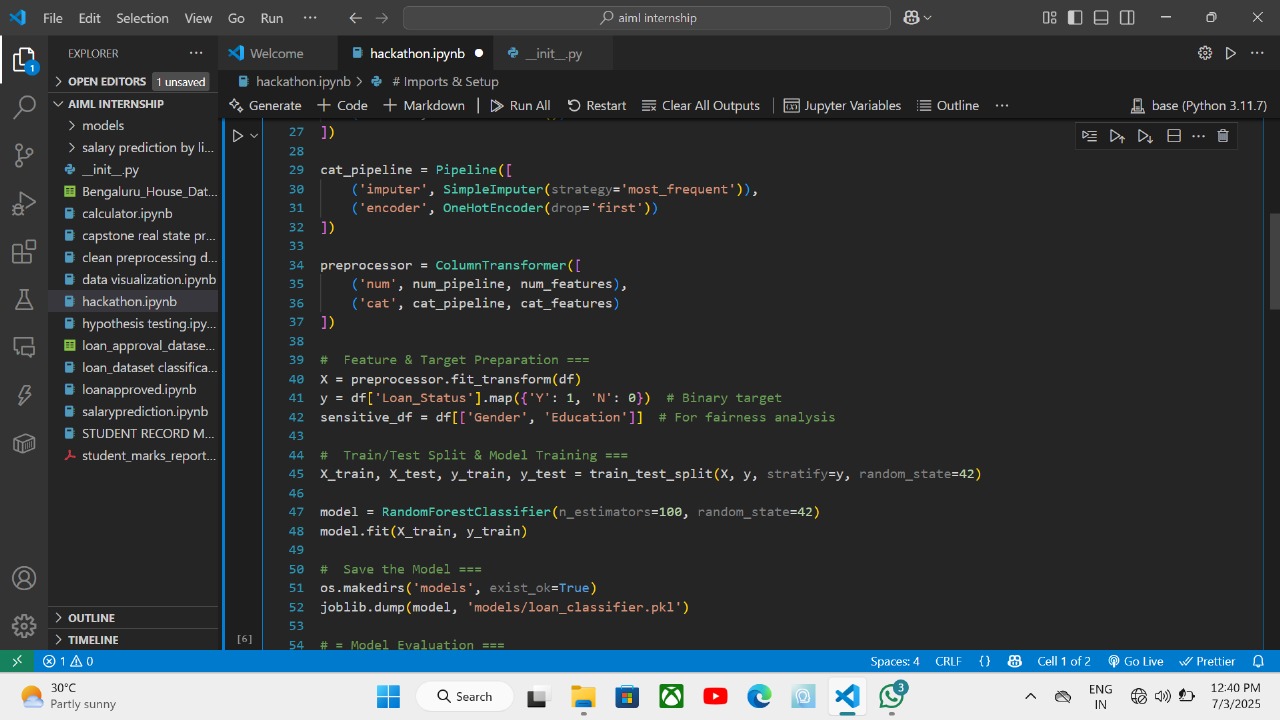 File Edit Selection View Go Run ··· aiml internship
EXPLORER ···
OPEN EDITORS 1 unsaved
AIML INTERNSHIP
models
salary prediction by li...
__init__.py
Bengaluru_House_Dat...
calculator.ipynb
capstone real state pr...
clean preprocessing d...
data visualization.ipynb
hackathon.ipynb
hypothesis testing.ipy...
loan_approval_datase...
loan_dataset classifica...
loanapproved.ipynb
salaryprediction.ipynb
STUDENT RECORD M...
student_marks_report...
OUTLINE
TIMELINE
1
Welcome hackathon.ipynb __init__.py
hackathon.ipynb > # Imports & Setup
Generate + Code + Markdown Run All Restart Clear All Outputs Jupyter Variables Outline ··· base (Python 3.11.7)
27 ])
28
29 cat_pipeline = Pipeline([
30 ('imputer', SimpleImputer(strategy='most_frequent')),
31 ('encoder', OneHotEncoder(drop='first'))
32 ])
33
34 preprocessor = ColumnTransformer([
35 ('num', num_pipeline, num_features),
36 ('cat', cat_pipeline, cat_features)
37 ])
38
39 #  Feature & Target Preparation ===
40 X = preprocessor.fit_transform(df)
41 y = df['Loan_Status'].map({'Y': 1, 'N': 0})  # Binary target
42 sensitive_df = df[['Gender', 'Education']]  # For fairness analysis
43
44 #  Train/Test Split & Model Training ===
45 X_train, X_test, y_train, y_test = train_test_split(X, y, stratify=y, random_state=42)
46
47 model = RandomForestClassifier(n_estimators=100, random_state=42)
48 model.fit(X_train, y_train)
49
50 #  Save the Model ===
51 os.makedirs('models', exist_ok=True)
52 joblib.dump(model, 'models/loan_classifier.pkl')
53
54 # = Model Evaluation ===
[6]
1 0 Spaces: 4 CRLF {} Cell 1 of 2 Go Live Prettier
30°C
Partly sunny
Search
3
ENG
IN
12:40 PM
7/3/2025